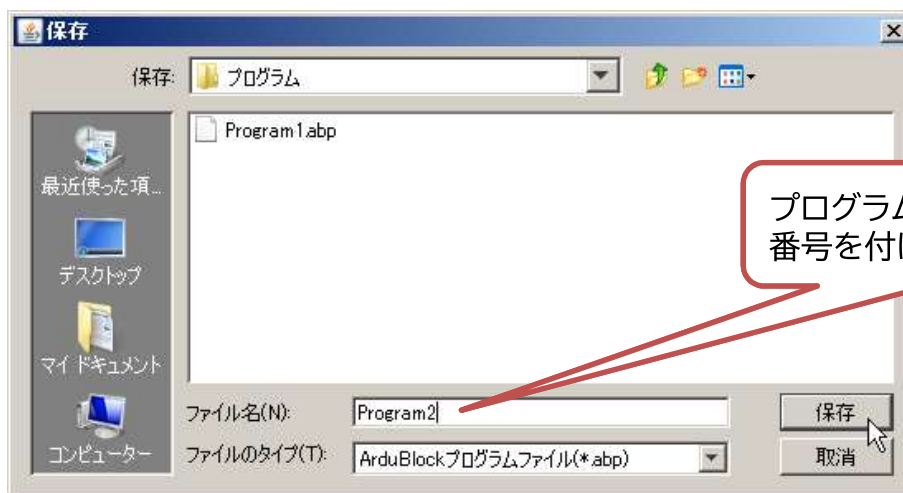 保存
保存: プログラム
Program1.abp
最近使った項...
デスクトップ
マイ ドキュメント
コンピューター
プログラム
番号を付け
ファイル名(N): Program2 保存
ファイルのタイプ(T): ArduBlockプログラムファイル(*.abp) 取消